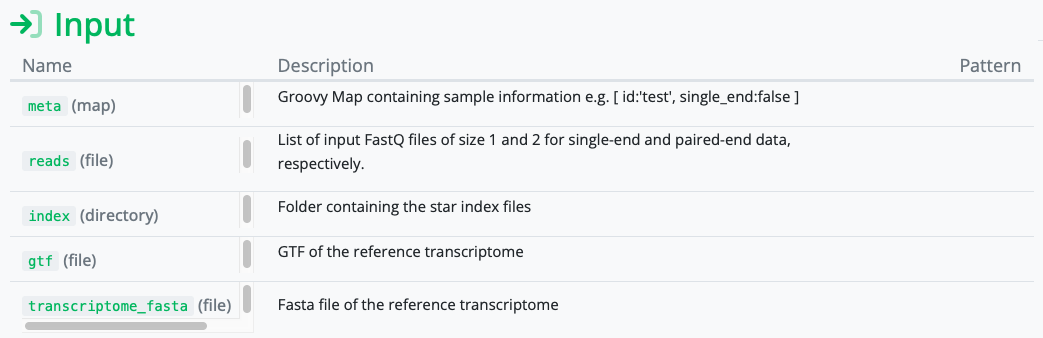 Input
Name Description Pattern
meta (map) Groovy Map containing sample information e.g. [ id:'test', single_end:false ]
reads (file) List of input FastQ files of size 1 and 2 for single-end and paired-end data,
respectively.
index (directory) Folder containing the star index files
gtf (file) GTF of the reference transcriptome
transcriptome_fasta (file) Fasta file of the reference transcriptome